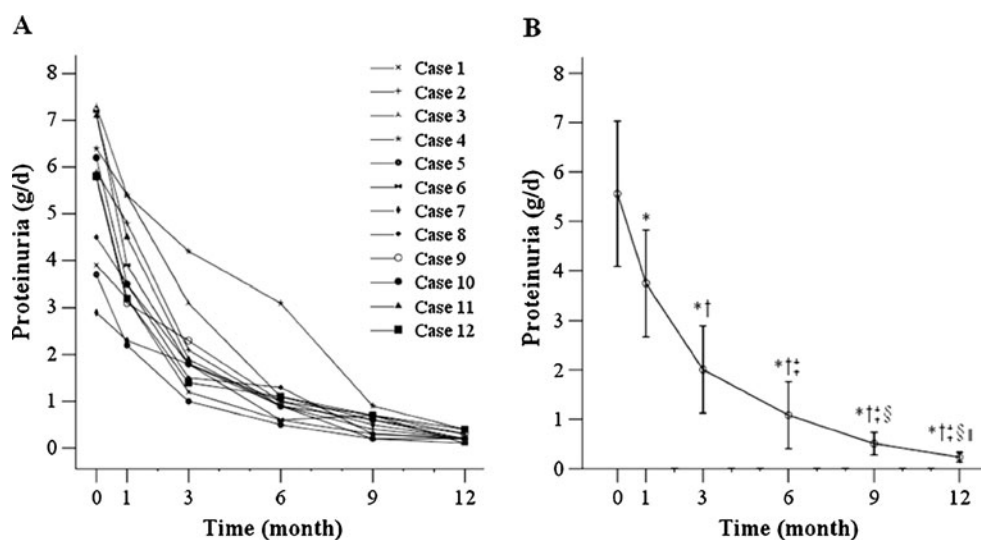 A
B
Proteinuria (g/d)
8
7
6
5
4
3
2
1
0
Case 1
Case 2
Case 3
Case 4
Case 5
Case 6
Case 7
Case 8
Case 9
Case 10
Case 11
Case 12
0 1 3 6 9 12
Time (month)
Proteinuria (g/d)
8
7
6
5
4
3
2
1
0
*
*†
*†‡
*†‡§
*†‡§‖
0 1 3 6 9 12
Time (month)